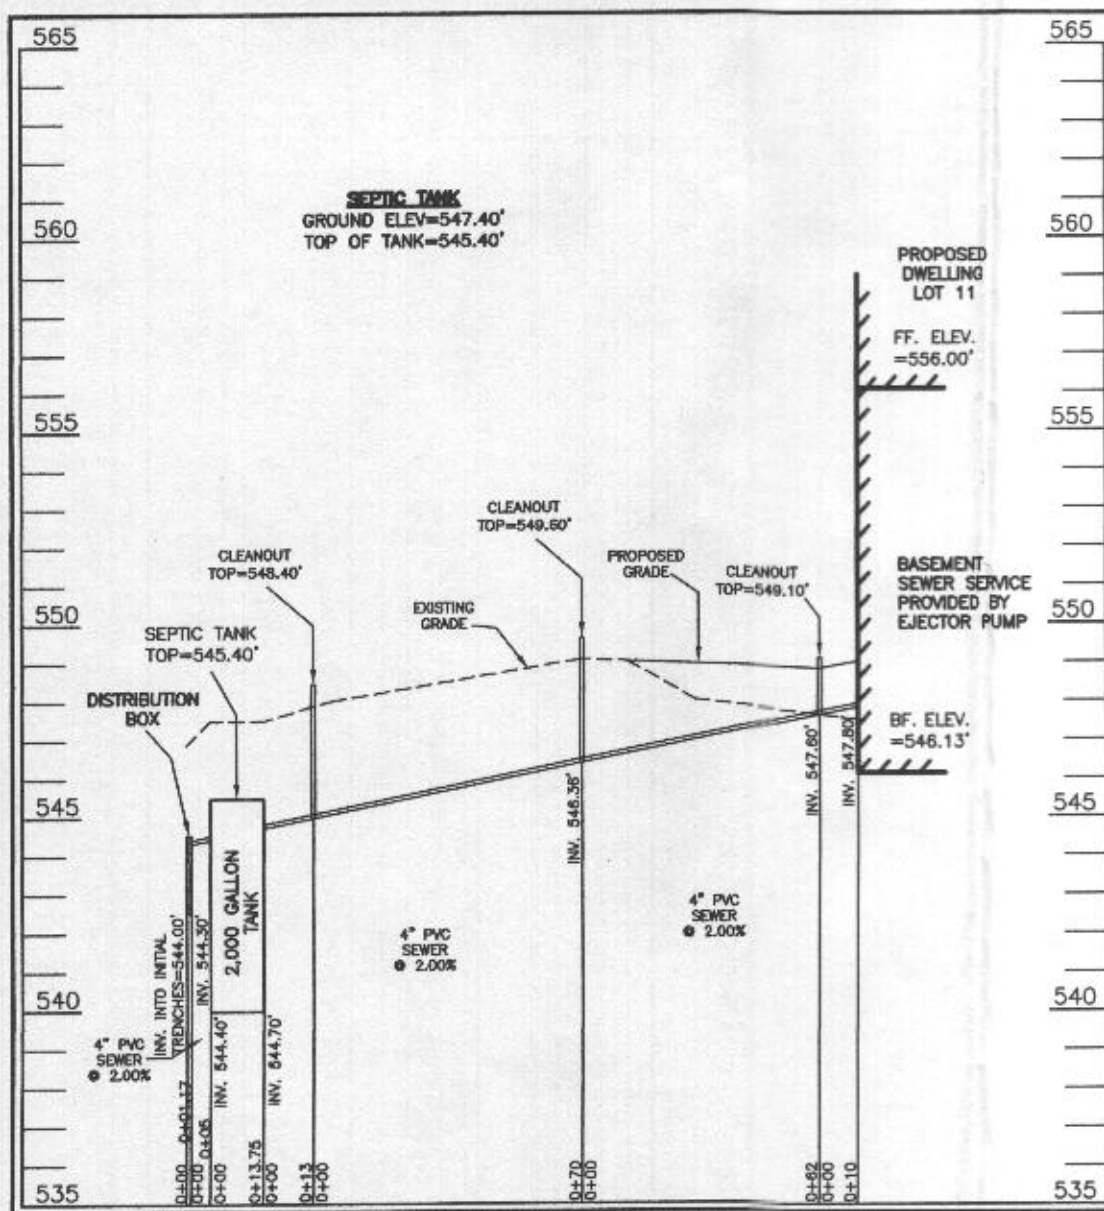 565
565
SEPTIC TANK
GROUND ELEV=547.40'
TOP OF TANK=545.40'
560
560
PROPOSED
DWELLING
LOT 11
FF. ELEV.
=556.00'
555
555
CLEANOUT
TOP=549.60'
CLEANOUT
TOP=548.40'
PROPOSED
GRADE
CLEANOUT
TOP=549.10'
BASEMENT
SEWER SERVICE
PROVIDED BY
EJECTOR PUMP
EXISTING
GRADE
550
550
SEPTIC TANK
TOP=545.40'
DISTRIBUTION
BOX
BF. ELEV.
=546.13'
545
545
INV. INTO INITIAL
TRENCHES=544.00'
INV. 544.30'
2,000 GALLON
TANK
INV. 546.36'
INV. 547.60'
INV. 547.80'
4" PVC
SEWER
@ 2.00%
4" PVC
SEWER
@ 2.00%
540
540
4" PVC
SEWER
@ 2.00%
INV. 544.40'
INV. 544.70'
0+00
0+01.17
0+00
0+05
0+00
0+13.75
0+00
0+13
0+00
0+70
0+00
0+62
0+00
0+10
535
535